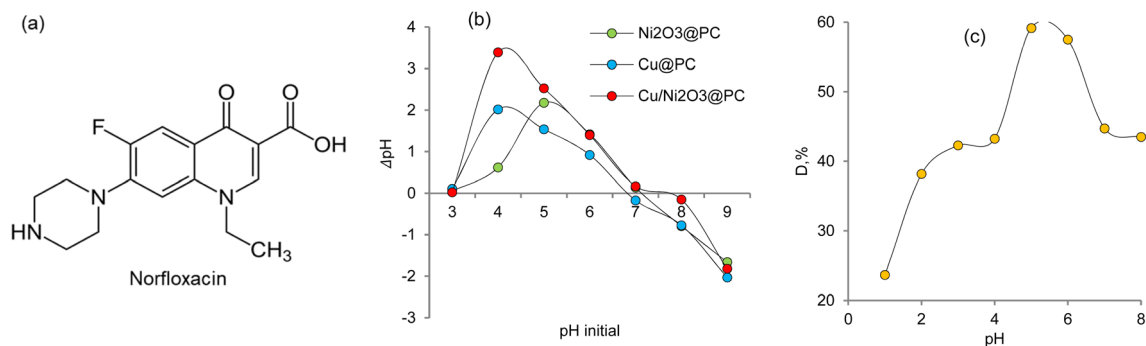 (a)
F
O
O
OH
N
N
HN
CH3
Norfloxacin
(b)
Ni2O3@PC
Cu@PC
Cu/Ni2O3@PC
4
3
2
1
0
-1
-2
-3
ΔpH
3 4 5 6 7 8 9
pH initial
(c)
60
50
40
30
20
D,%
0 2 4 6 8
pH